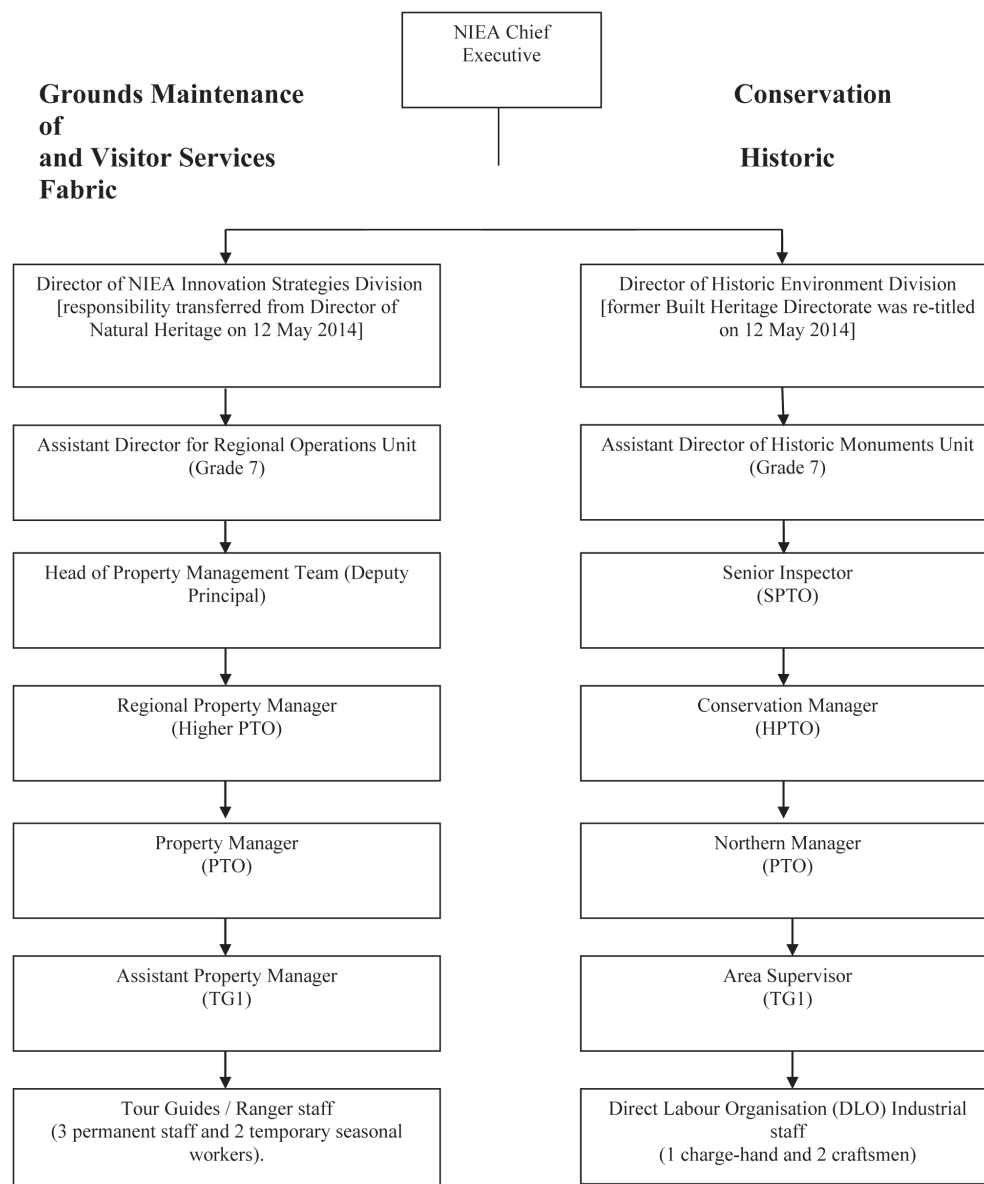 NIEA Chief
Executive
Grounds Maintenance
of
and Visitor Services
Fabric
Conservation
Historic
Director of NIEA Innovation Strategies Division
[responsibility transferred from Director of
Natural Heritage on 12 May 2014]
Director of Historic Environment Division
[former Built Heritage Directorate was re-titled
on 12 May 2014]
Assistant Director for Regional Operations Unit
(Grade 7)
Assistant Director of Historic Monuments Unit
(Grade 7)
Head of Property Management Team (Deputy
Principal)
Senior Inspector
(SPTO)
Regional Property Manager
(Higher PTO)
Conservation Manager
(HPTO)
Property Manager
(PTO)
Northern Manager
(PTO)
Assistant Property Manager
(TG1)
Area Supervisor
(TG1)
Tour Guides / Ranger staff
(3 permanent staff and 2 temporary seasonal
workers).
Direct Labour Organisation (DLO) Industrial
staff
(1 charge-hand and 2 craftsmen)